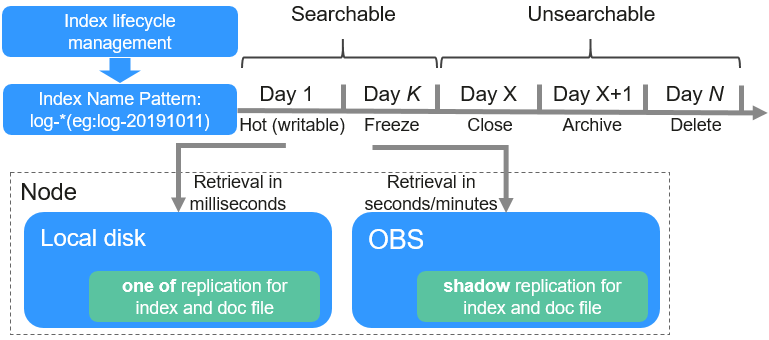 Index lifecycle
management
Searchable
Unsearchable
Index Name Pattern:
log-*(eg:log-20191011)
Day 1
Day K
Day X
Day X+1
Day N
Hot (writable)
Freeze
Close
Archive
Delete
Node
Retrieval in
milliseconds
Retrieval in
seconds/minutes
Local disk
one of replication for
index and doc file
OBS
shadow replication for
index and doc file